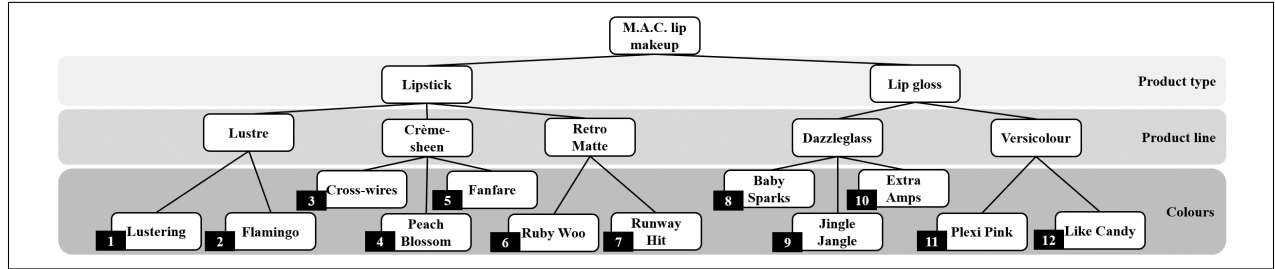 M.A.C. lip
makeup
Lipstick
Lip gloss
Product type
Lustre
Crème-
sheen
Retro
Matte
Dazzleglass
Versicolour
Product line
3 Cross-wires
5 Fanfare
8 Baby
Sparks
10 Extra
Amps
Colours
1 Lustering
2 Flamingo
4 Peach
Blossom
6 Ruby Woo
7 Runway
Hit
9 Jingle
Jangle
11 Plexi Pink
12 Like Candy